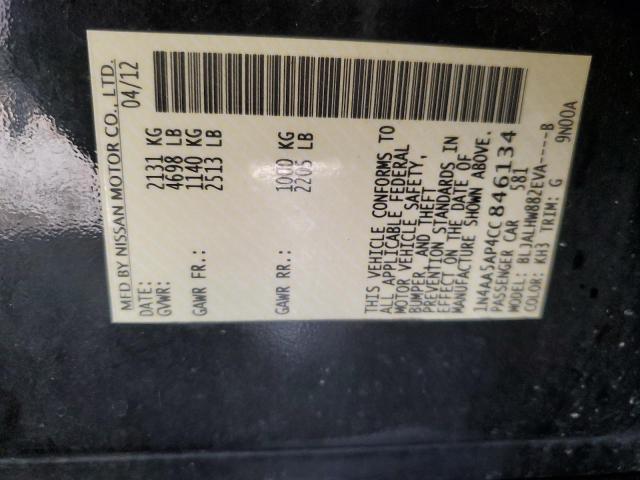 MFD BY NISSAN MOTOR CO., LTD.
DATE: 04/12
GVWR: 2131 KG
4698 LB
GAWR FR.: 1140 KG
2513 LB
GAWR RR.: 1000 KG
2205 LB
THIS VEHICLE CONFORMS TO
ALL APPLICABLE FEDERAL
MOTOR VEHICLE SAFETY,
BUMPER, AND THEFT
PREVENTION STANDARDS IN
EFFECT ON THE DATE OF
MANUFACTURE SHOWN ABOVE.
1N4AA5AP4CC846134
PASSENGER CAR 581
MODEL: BLJALHW882EVA----B
COLOR: KH3 TRIM: G 9N00A